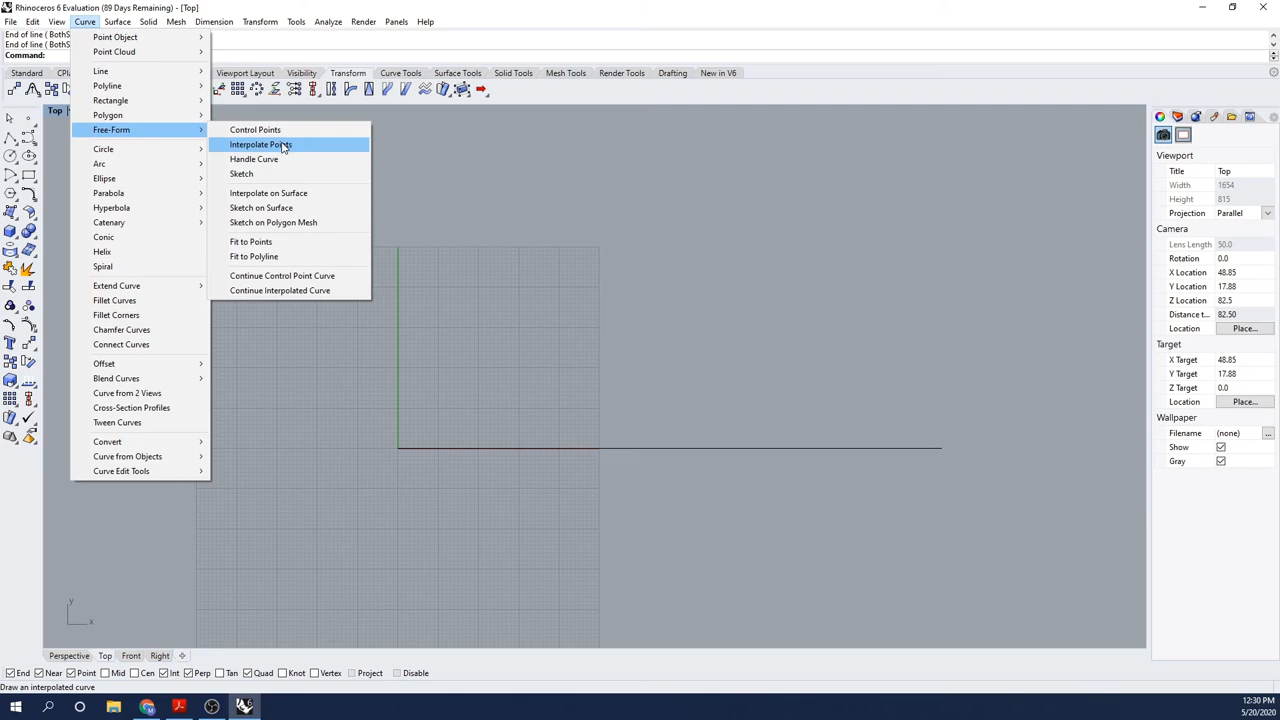 Rhinoceros 6 Evaluation (89 Days Remaining) - [Top]
File Edit View Curve Surface Solid Mesh Dimension Transform Tools Analyze Render Panels Help
End of line ( BothS
End of line ( BothS
Command:
Standard CPla Viewport Layout Visibility Transform Curve Tools Surface Tools Solid Tools Mesh Tools Render Tools Drafting New in V6
Top
Point Object
Point Cloud
Line
Polyline
Rectangle
Polygon
Free-Form
Circle
Arc
Ellipse
Parabola
Hyperbola
Catenary
Conic
Helix
Spiral
Extend Curve
Fillet Curves
Fillet Corners
Chamfer Curves
Connect Curves
Offset
Blend Curves
Curve from 2 Views
Cross-Section Profiles
Tween Curves
Convert
Curve from Objects
Curve Edit Tools
Control Points
Interpolate Points
Handle Curve
Sketch
Interpolate on Surface
Sketch on Surface
Sketch on Polygon Mesh
Fit to Points
Fit to Polyline
Continue Control Point Curve
Continue Interpolated Curve
Viewport
Title Top
Width 1654
Height 815
Projection Parallel
Camera
Lens Length 50.0
Rotation 0.0
X Location 48.85
Y Location 17.88
Z Location 82.5
Distance t... 82.50
Location Place...
Target
X Target 48.85
Y Target 17.88
Z Target 0.0
Location Place...
Wallpaper
Filename (none) ...
Show
Gray
y
x
Perspective Top Front Right
End Near Point Mid Cen Int Perp Tan Quad Knot Vertex Project Disable
Draw an interpolated curve
12:30 PM
5/20/2020